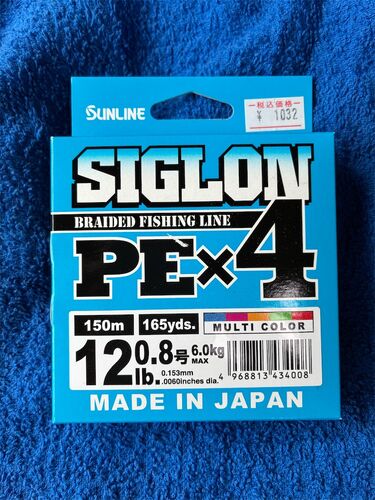 SUNLINE
税込価格
¥ 1032
SIGLON
BRAIDED FISHING LINE
PE×4
150m 165yds. MULTI COLOR
12lb. 0.8号 6.0kg MAX
0.153mm
.0060inches dia.
4 968813 434008
MADE IN JAPAN